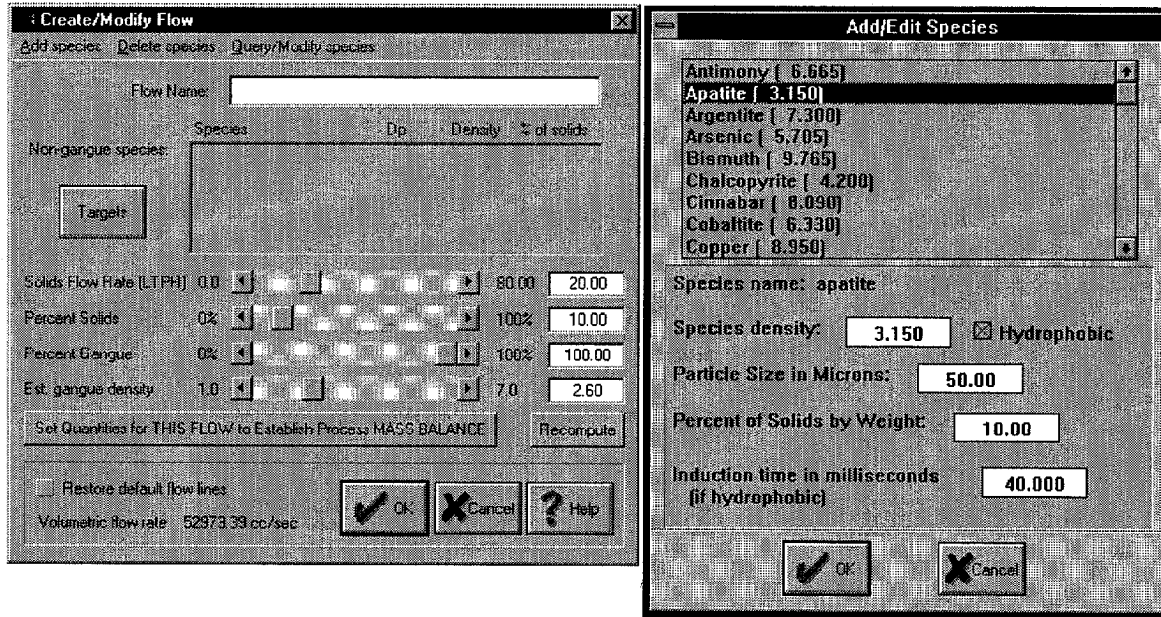 Create/Modify Flow
Add species Delete species Query/Modify species
Flow Name:
Species Dp Density % of solids
Non-gangue species:
Targets
Solids Flow Rate (LTPH) 0.0 80.00 20.00
Percent Solids 0% 100% 10.00
Percent Gangue 0% 100% 100.00
Est. gangue density 1.0 7.0 2.60
Set Quantities for THIS FLOW to Establish Process MASS BALANCE Recompute
Restore default flow lines
Volumetric flow rate 52973.39 cc/sec
OK Cancel Help
Add/Edit Species
Antimony ( 6.665)
Apatite ( 3.150)
Argentite ( 7.300)
Arsenic ( 5.705)
Bismuth ( 9.765)
Chalcopyrite ( 4.200)
Cinnabar ( 8.090)
Cobaltite ( 6.330)
Copper ( 8.950)
Species name: apatite
Species density: 3.150 Hydrophobic
Particle Size in Microns: 50.00
Percent of Solids by Weight: 10.00
Induction time in milliseconds
(if hydrophobic) 40.000
OK Cancel